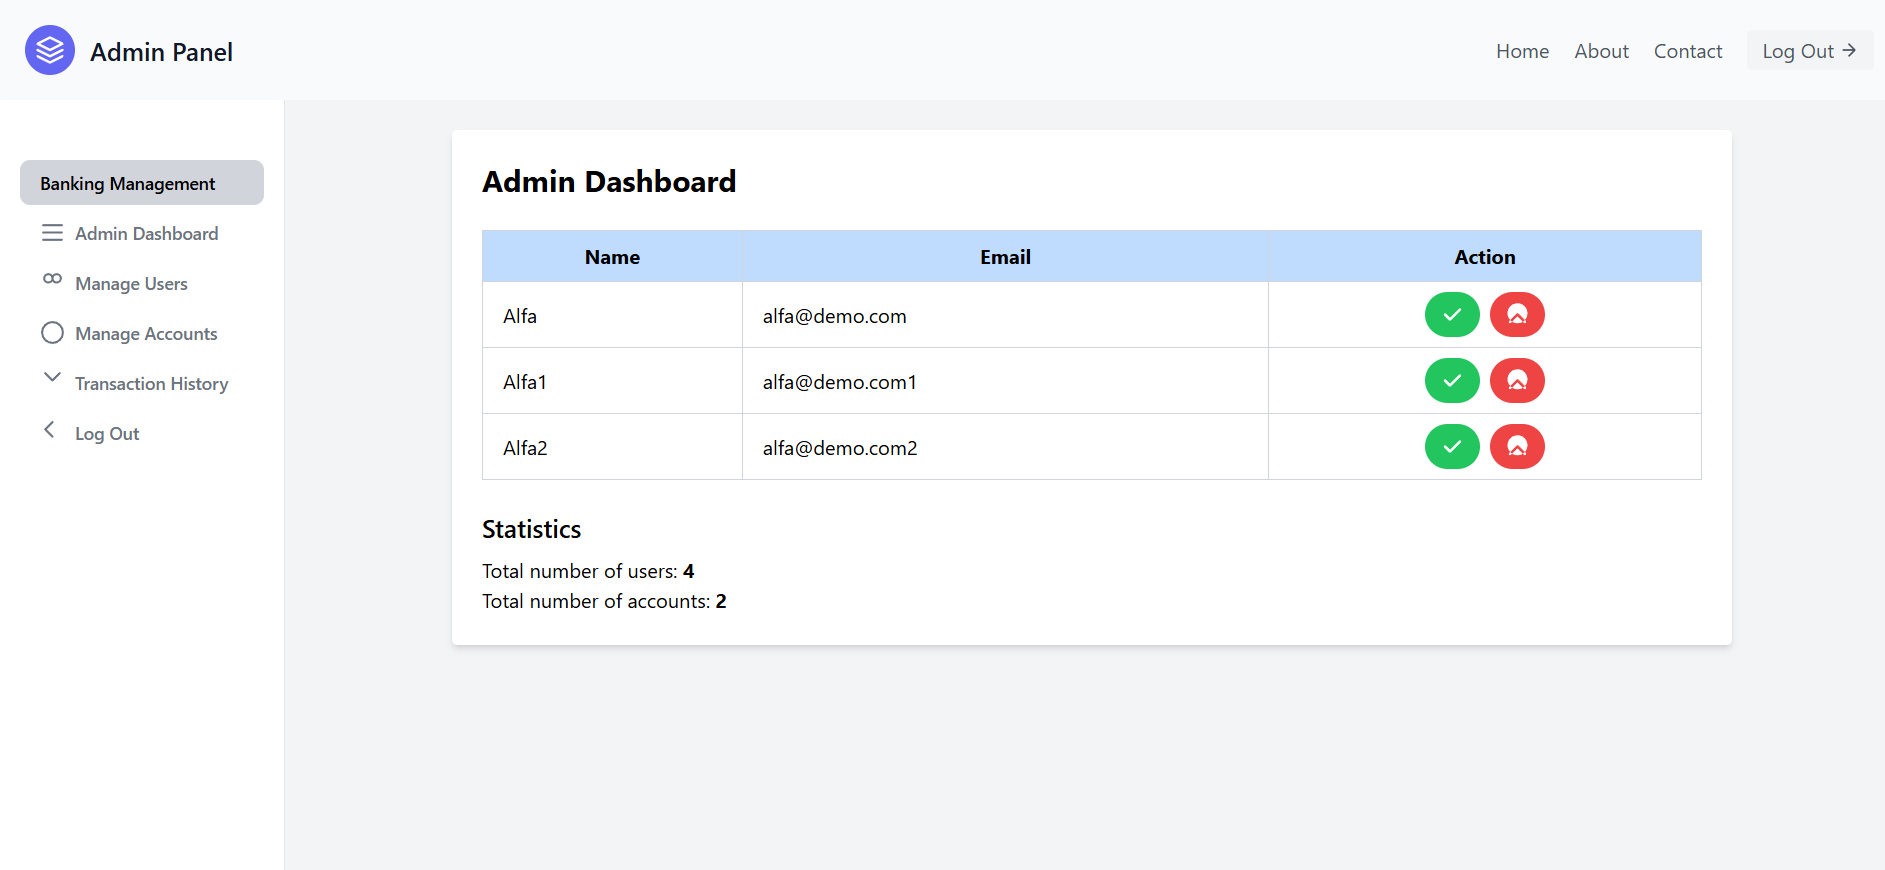 Admin Panel
Home About Contact Log Out
Banking Management
Admin Dashboard
Manage Users
Manage Accounts
Transaction History
Log Out
Admin Dashboard
Name Email Action
Alfa alfa@demo.com
Alfa1 alfa@demo.com1
Alfa2 alfa@demo.com2
Statistics
Total number of users: 4
Total number of accounts: 2